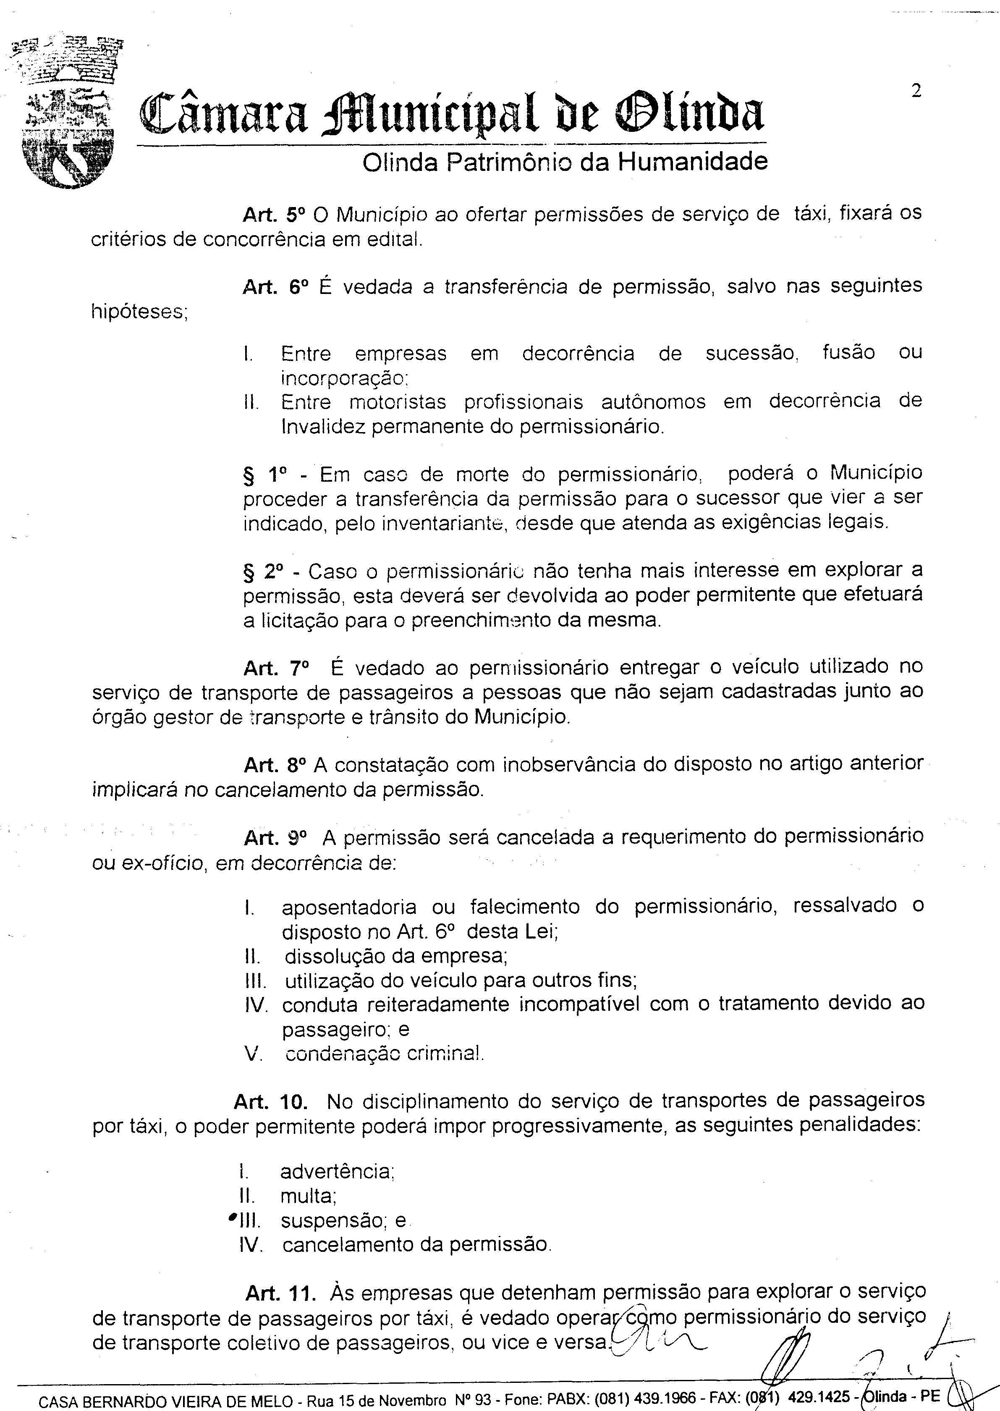 2
Câmara Municipal de Olinda
Olinda Patrimônio da Humanidade
Art. 5º O Município ao ofertar permissões de serviço de táxi, fixará os
critérios de concorrência em edital.
Art. 6º É vedada a transferência de permissão, salvo nas seguintes
hipóteses;
I. Entre empresas em decorrência de sucessão, fusão ou
incorporação;
II. Entre motoristas profissionais autônomos em decorrência de
Invalidez permanente do permissionário.
§ 1º - Em caso de morte do permissionário, poderá o Município
proceder a transferência da permissão para o sucessor que vier a ser
indicado, pelo inventariante, desde que atenda as exigências legais.
§ 2º - Caso o permissionário não tenha mais interesse em explorar a
permissão, esta deverá ser devolvida ao poder permitente que efetuará
a licitação para o preenchimento da mesma.
Art. 7º É vedado ao permissionário entregar o veículo utilizado no
serviço de transporte de passageiros a pessoas que não sejam cadastradas junto ao
órgão gestor de transporte e trânsito do Município.
Art. 8º A constatação com inobservância do disposto no artigo anterior
implicará no cancelamento da permissão.
Art. 9º A permissão será cancelada a requerimento do permissionário
ou ex-ofício, em decorrência de:
I. aposentadoria ou falecimento do permissionário, ressalvado o
disposto no Art. 6º desta Lei;
II. dissolução da empresa;
III. utilização do veículo para outros fins;
IV. conduta reiteradamente incompatível com o tratamento devido ao
passageiro; e
V. condenação criminal.
Art. 10. No disciplinamento do serviço de transportes de passageiros
por táxi, o poder permitente poderá impor progressivamente, as seguintes penalidades:
I. advertência;
II. multa;
III. suspensão; e
IV. cancelamento da permissão.
Art. 11. Às empresas que detenham permissão para explorar o serviço
de transporte de passageiros por táxi, é vedado operar como permissionário do serviço
de transporte coletivo de passageiros, ou vice e versa.
CASA BERNARDO VIEIRA DE MELO - Rua 15 de Novembro Nº 93 - Fone: PABX: (081) 439.1966 - FAX: (081) 429.1425 - Olinda - PE